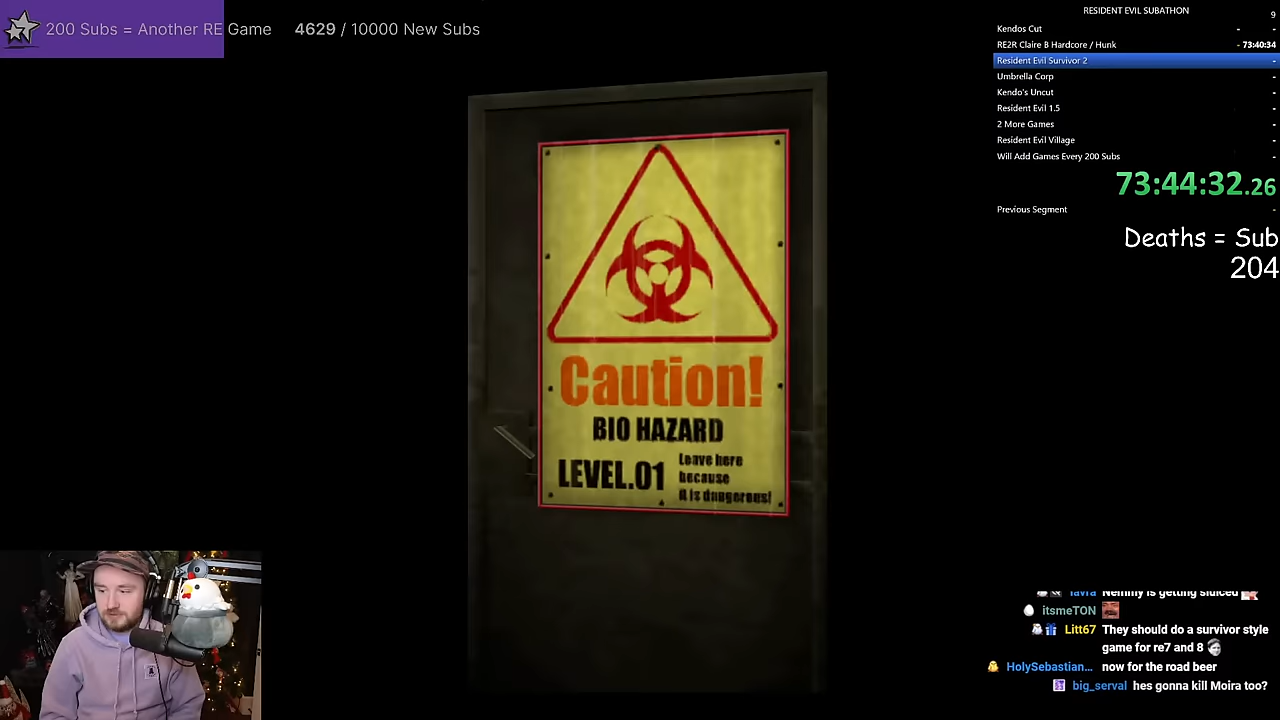 200 Subs = Another RE Game 4629 / 10000 New Subs
RESIDENT EVIL SUBATHON
9
Kendos Cut - -
RE2R Claire B Hardcore / Hunk - 73:40:34
Resident Evil Survivor 2 -
Umbrella Corp -
Kendo's Uncut -
Resident Evil 1.5 -
2 More Games -
Resident Evil Village -
Will Add Games Every 200 Subs -
73:44:32.26
Previous Segment -
Deaths = Sub
204
Caution!
BIO HAZARD
LEVEL.01
Leave here
because
it is dangerous!
Nemmy is getting sluiced
itsmeTON
Litt67 They should do a survivor style
game for re7 and 8
HolySebastian... now for the road beer
big_serval hes gonna kill Moira too?